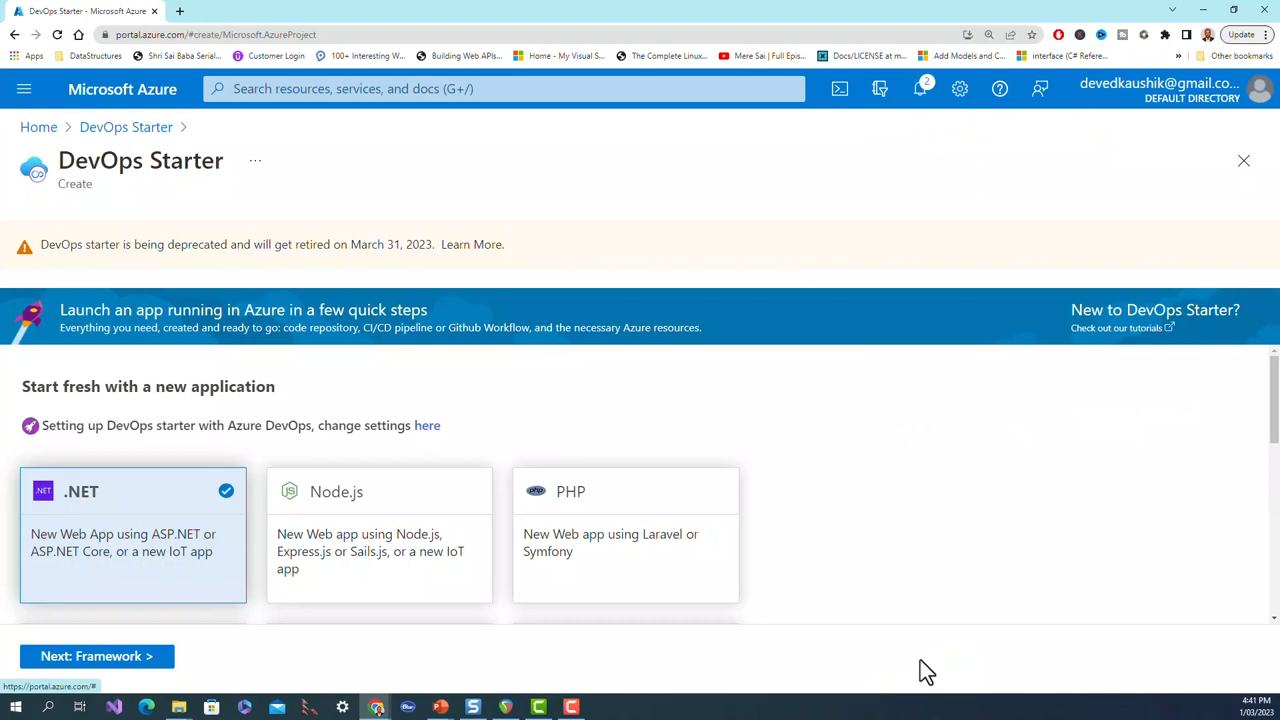 DevOps Starter - Microsoft Azure
portal.azure.com/#create/Microsoft.AzureProject
Update
Apps
DataStructures
Shri Sai Baba Serial...
Customer Login
100+ Interesting W...
Building Web APIs...
Home - My Visual S...
The Complete Linux...
Mere Sai | Full Epis...
Docs/LICENSE at m...
Add Models and C...
interface (C# Refere...
»
Other bookmarks
Microsoft Azure
Search resources, services, and docs (G+/)
2
devedkaushik@gmail.co...
DEFAULT DIRECTORY
Home > DevOps Starter >
DevOps Starter ...
Create
DevOps starter is being deprecated and will get retired on March 31, 2023. Learn More.
Launch an app running in Azure in a few quick steps
Everything you need, created and ready to go: code repository, CI/CD pipeline or Github Workflow, and the necessary Azure resources.
New to DevOps Starter?
Check out our tutorials
Start fresh with a new application
Setting up DevOps starter with Azure DevOps, change settings here
.NET
.NET
New Web App using ASP.NET or
ASP.NET Core, or a new IoT app
Node.js
New Web app using Node.js,
Express.js or Sails.js, or a new IoT
app
php
PHP
New Web app using Laravel or
Symfony
Next: Framework >
https://portal.azure.com/#
4:41 PM
1/03/2023